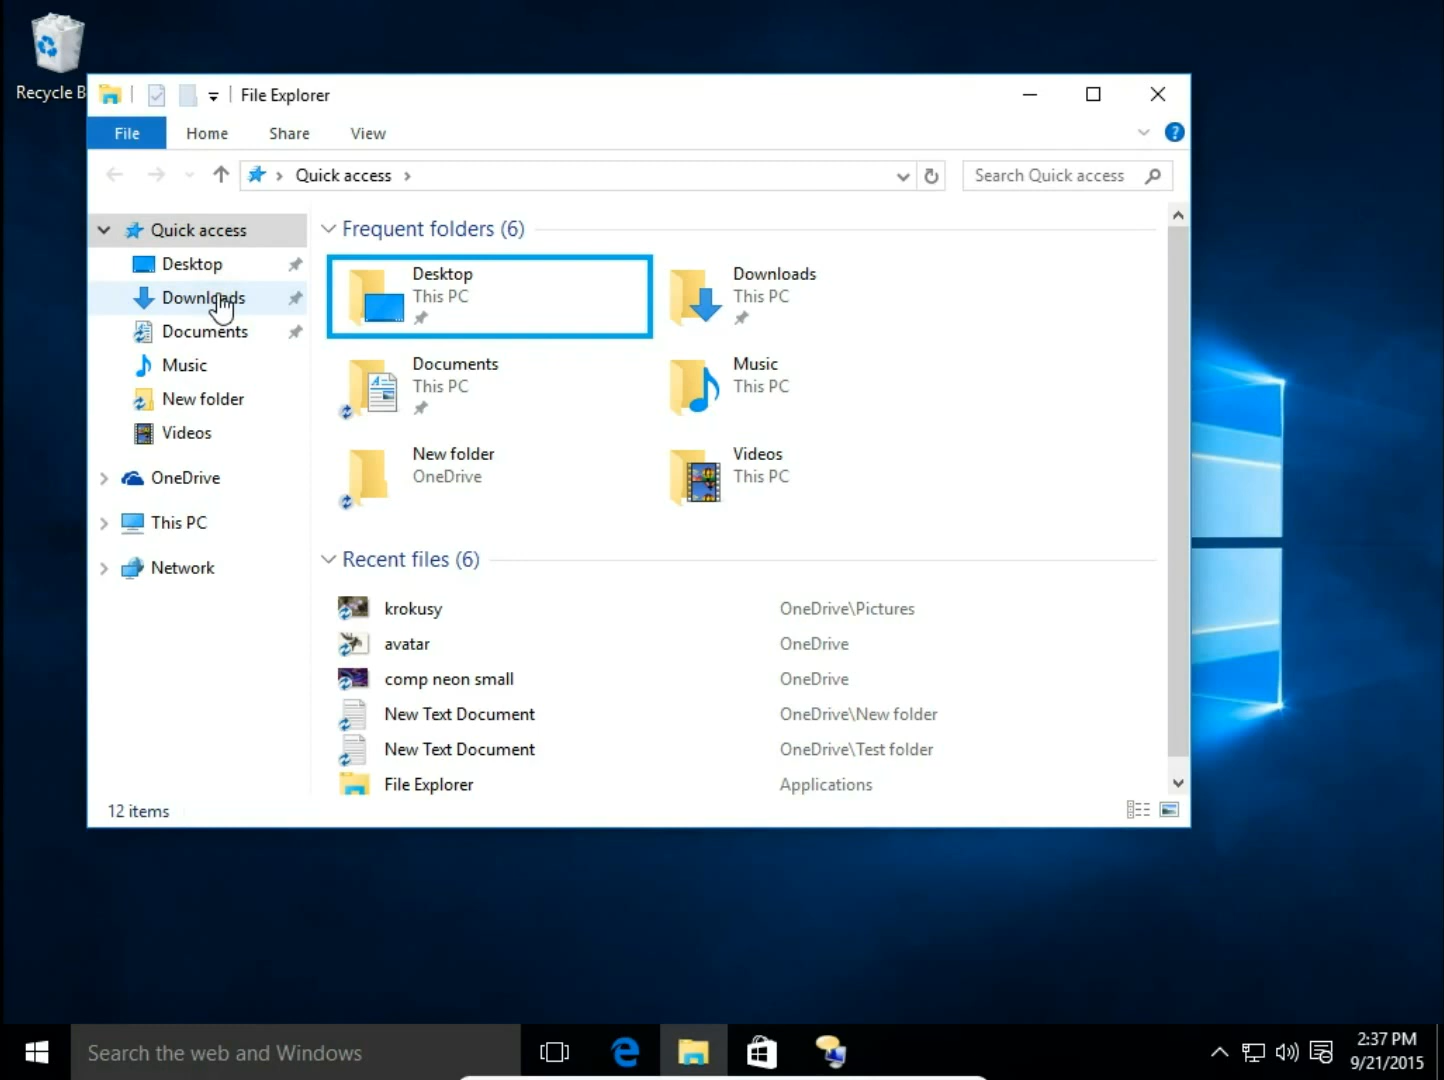 Recycle B
File Explorer
File Home Share View
?
Quick access
Search Quick access
Quick access
Desktop
Downloads
Documents
Music
New folder
Videos
OneDrive
This PC
Network
Frequent folders (6)
Desktop
This PC
Downloads
This PC
Documents
This PC
Music
This PC
New folder
OneDrive
Videos
This PC
Recent files (6)
krokusy OneDrive\Pictures
avatar OneDrive
comp neon small OneDrive
New Text Document OneDrive\New folder
New Text Document OneDrive\Test folder
File Explorer Applications
12 items
Search the web and Windows
2:37 PM
9/21/2015